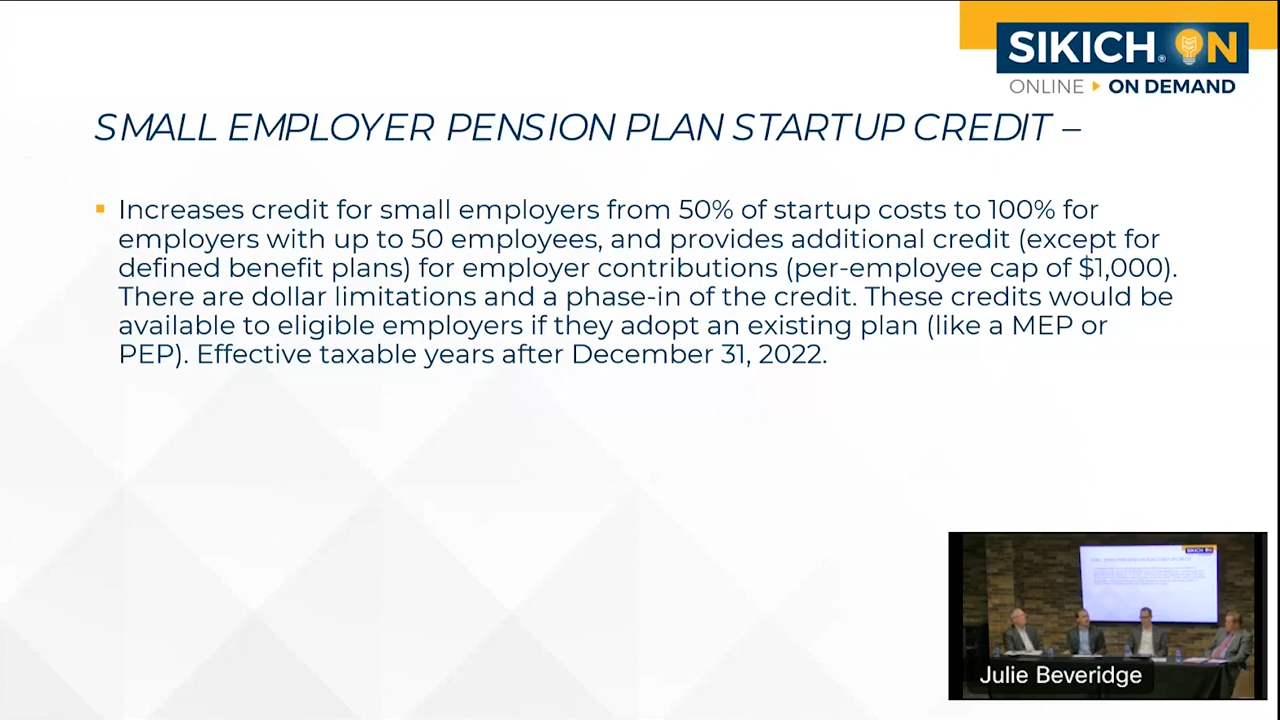 SIKICH® ON
ONLINE ▸ ON DEMAND
SMALL EMPLOYER PENSION PLAN STARTUP CREDIT –
▪ Increases credit for small employers from 50% of startup costs to 100% for
employers with up to 50 employees, and provides additional credit (except for
defined benefit plans) for employer contributions (per-employee cap of $1,000).
There are dollar limitations and a phase-in of the credit. These credits would be
available to eligible employers if they adopt an existing plan (like a MEP or
PEP). Effective taxable years after December 31, 2022.
Julie Beveridge